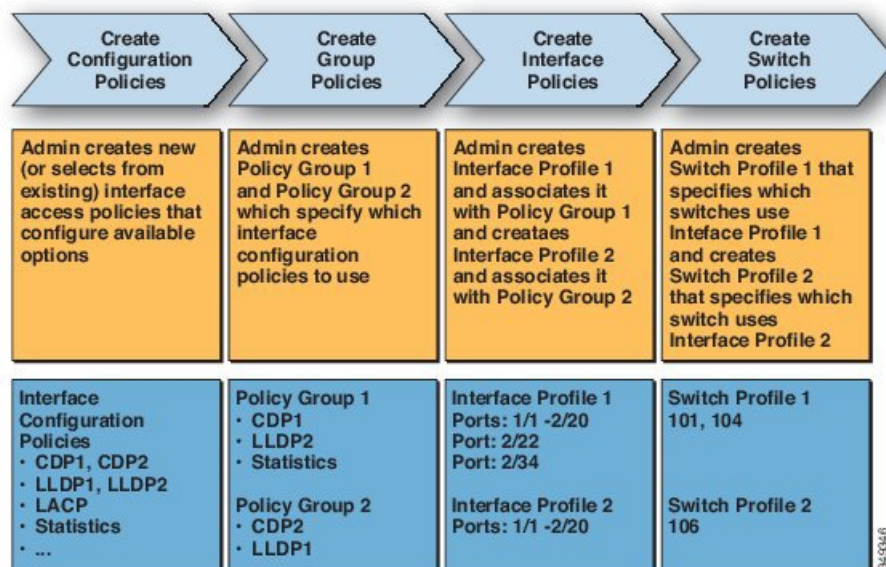 Create
Configuration
Policies
Create
Group
Policies
Create
Interface
Policies
Create
Switch
Policies
Admin creates new
(or selects from
existing) interface
access policies that
configure available
options
Admin creates
Policy Group 1
and Policy Group 2
which specify which
interface
configuration
policies to use
Admin creates
Interface Profile 1
and associates it
with Policy Group 1
and creataes
Interface Profile 2
and associates it
with Policy Group 2
Admin creates
Switch Profile 1 that
specifies which
switches use
Inteface Profile 1
and creates
Switch Profile 2
that specifies which
switch uses
Interface Profile 2
Interface
Configuration
Policies
• CDP1, CDP2
• LLDP1, LLDP2
• LACP
• Statistics
• ...
Policy Group 1
• CDP1
• LLDP2
• Statistics
Policy Group 2
• CDP2
• LLDP1
Interface Profile 1
Ports: 1/1 -2/20
Port: 2/22
Port: 2/34
Interface Profile 2
Ports: 1/1 -2/20
Switch Profile 1
101, 104
Switch Profile 2
106
349346